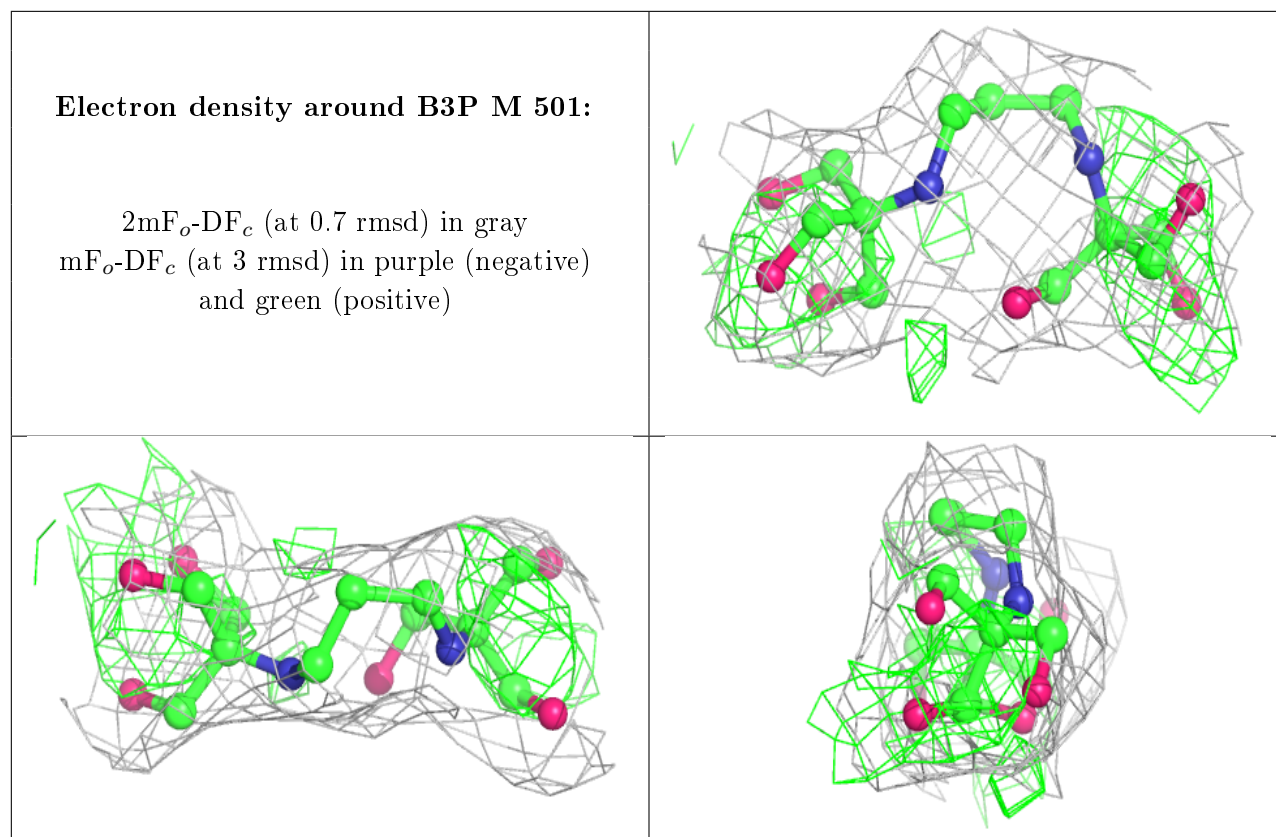 Electron density around B3P M 501:
2mFₒ-DF𝒸 (at 0.7 rmsd) in gray
mFₒ-DF𝒸 (at 3 rmsd) in purple (negative)
and green (positive)